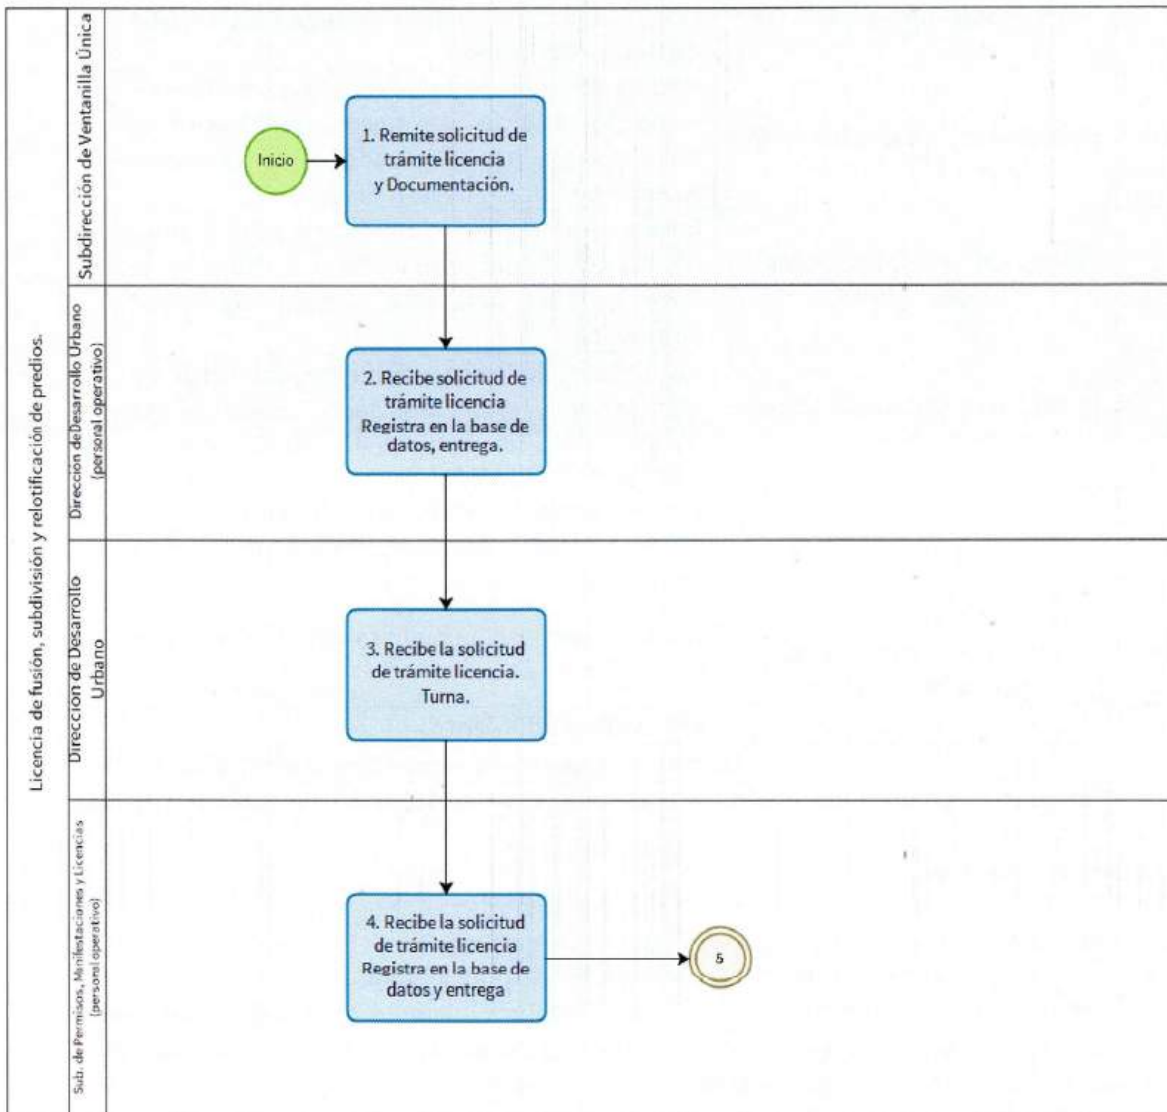 Licencia de fusión, subdivisión y relotificación de predios.
Subdirección de Ventanilla Única
Inicio
1. Remite solicitud de
trámite licencia
y Documentación.
Dirección de Desarrollo Urbano
(personal operativo)
2. Recibe solicitud de
trámite licencia
Registra en la base de
datos, entrega.
Dirección de Desarrollo
Urbano
3. Recibe la solicitud
de trámite licencia.
Turna.
Sub. de Permisos, Manifestaciones y Licencias
(personal operativo)
4. Recibe la solicitud
de trámite licencia
Registra en la base de
datos y entrega
5